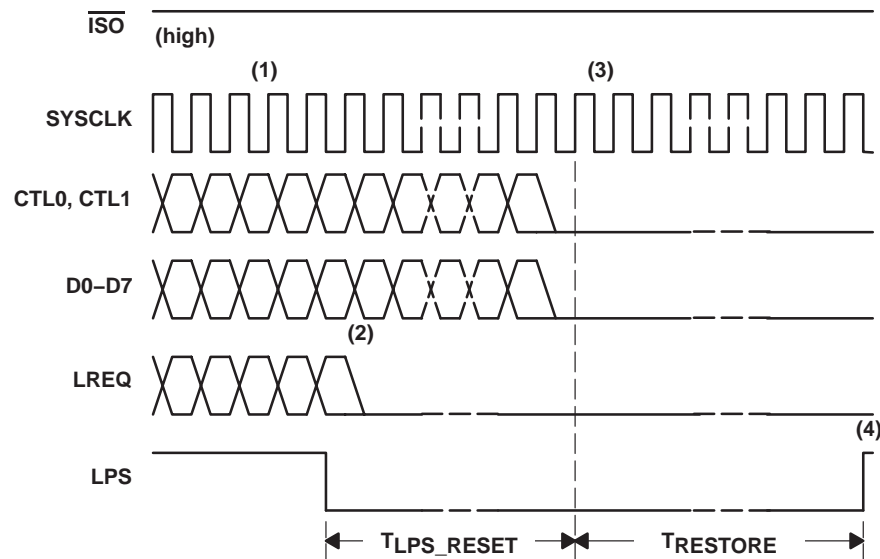 ISO
(high)
(1)
(3)
SYSCLK
CTL0, CTL1
D0–D7
(2)
LREQ
(4)
LPS
TLPS_RESET
TRESTORE